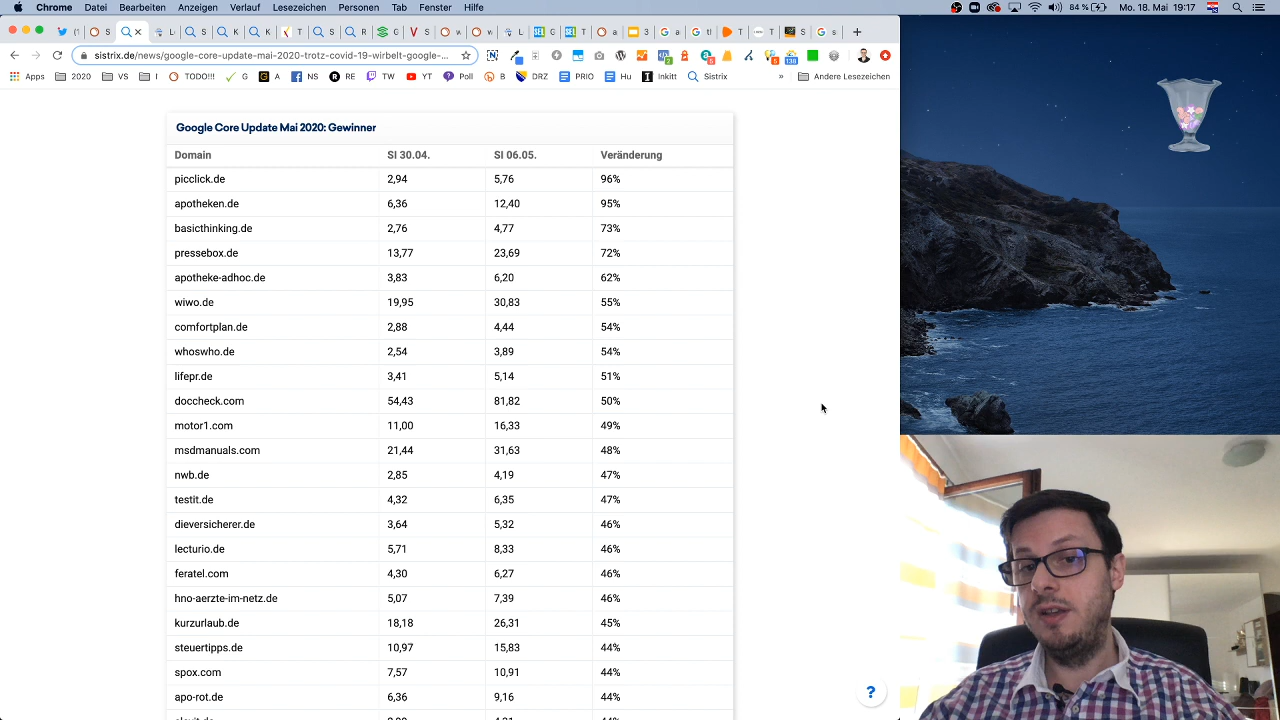 Chrome Datei Bearbeiten Anzeigen Verlauf Lesezeichen Personen Tab Fenster Hilfe 84 % Mo. 18. Mai 19:17
sistrix.de/news/google-core-update-mai-2020-trotz-covid-19-wirbelt-google-...
Apps 2020 VS I TODO!!! G A NS RE TW YT Poll B DRZ PRIO Hu Inkitt Sistrix » Andere Lesezeichen
Google Core Update Mai 2020: Gewinner
Domain SI 30.04. SI 06.05. Veränderung
picclick.de 2,94 5,76 96%
apotheken.de 6,36 12,40 95%
basicthinking.de 2,76 4,77 73%
pressebox.de 13,77 23,69 72%
apotheke-adhoc.de 3,83 6,20 62%
wiwo.de 19,95 30,83 55%
comfortplan.de 2,88 4,44 54%
whoswho.de 2,54 3,89 54%
lifepr.de 3,41 5,14 51%
doccheck.com 54,43 81,82 50%
motor1.com 11,00 16,33 49%
msdmanuals.com 21,44 31,63 48%
nwb.de 2,85 4,19 47%
testit.de 4,32 6,35 47%
dieversicherer.de 3,64 5,32 46%
lecturio.de 5,71 8,33 46%
feratel.com 4,30 6,27 46%
hno-aerzte-im-netz.de 5,07 7,39 46%
kurzurlaub.de 18,18 26,31 45%
steuertipps.de 10,97 15,83 44%
spox.com 7,57 10,91 44%
apo-rot.de 6,36 9,16 44%
?